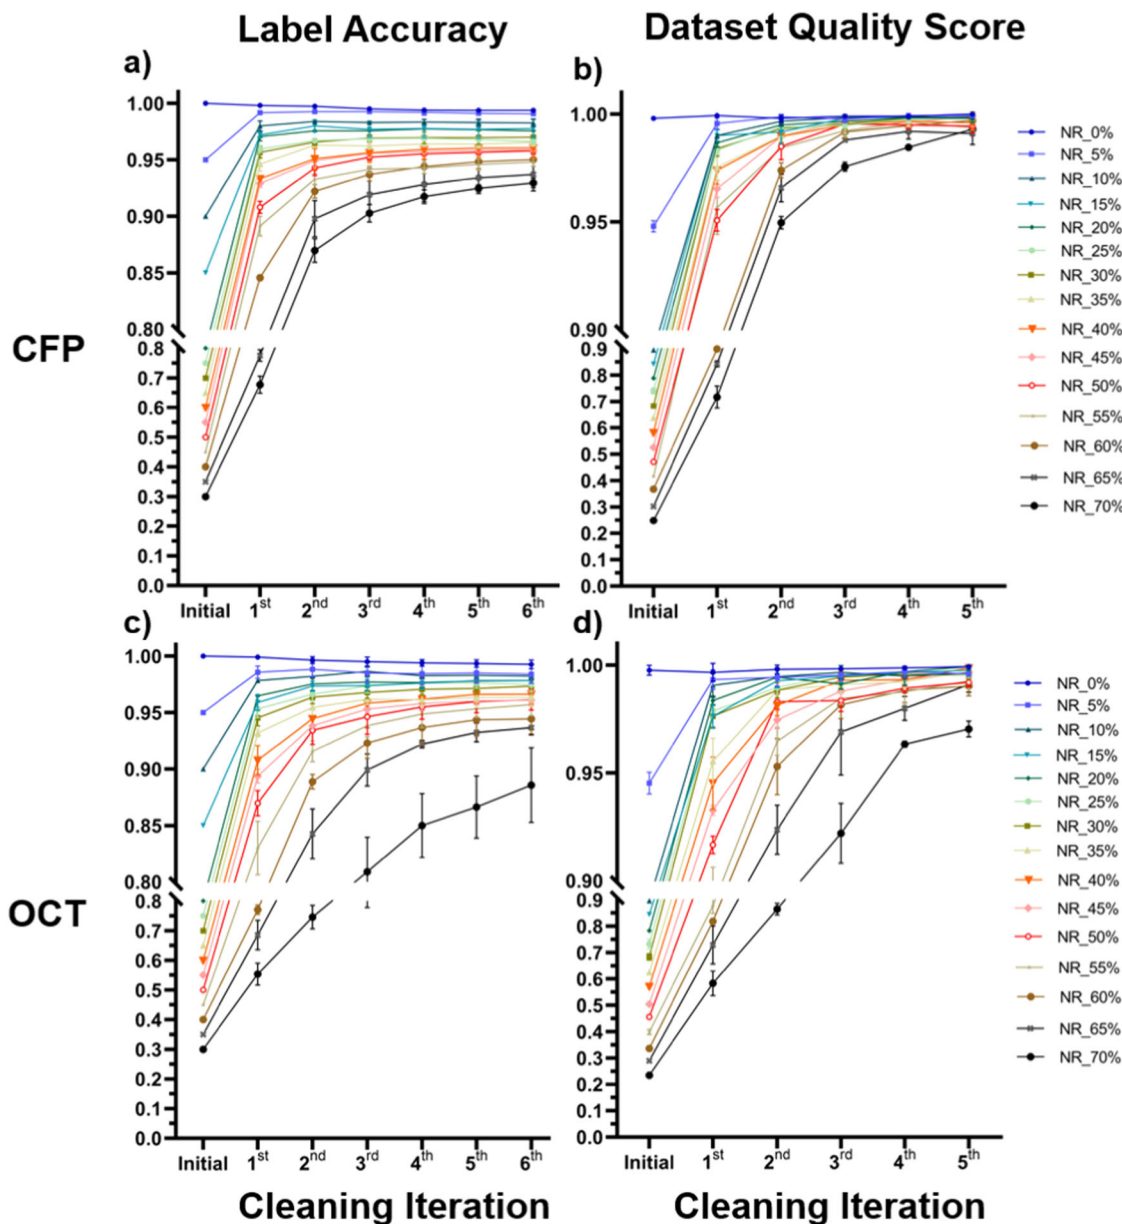 Label Accuracy
Dataset Quality Score
a)
b)
CFP
1.00
0.95
0.90
0.85
0.80
0.8
0.7
0.6
0.5
0.4
0.3
0.2
0.1
0.0
Initial 1st 2nd 3rd 4th 5th 6th
1.00
0.95
0.90
0.9
0.8
0.7
0.6
0.5
0.4
0.3
0.2
0.1
0.0
Initial 1st 2nd 3rd 4th 5th
NR_0%
NR_5%
NR_10%
NR_15%
NR_20%
NR_25%
NR_30%
NR_35%
NR_40%
NR_45%
NR_50%
NR_55%
NR_60%
NR_65%
NR_70%
c)
d)
OCT
1.00
0.95
0.90
0.85
0.80
0.8
0.7
0.6
0.5
0.4
0.3
0.2
0.1
0.0
Initial 1st 2nd 3rd 4th 5th 6th
Cleaning Iteration
1.00
0.95
0.90
0.9
0.8
0.7
0.6
0.5
0.4
0.3
0.2
0.1
0.0
Initial 1st 2nd 3rd 4th 5th
Cleaning Iteration
NR_0%
NR_5%
NR_10%
NR_15%
NR_20%
NR_25%
NR_30%
NR_35%
NR_40%
NR_45%
NR_50%
NR_55%
NR_60%
NR_65%
NR_70%